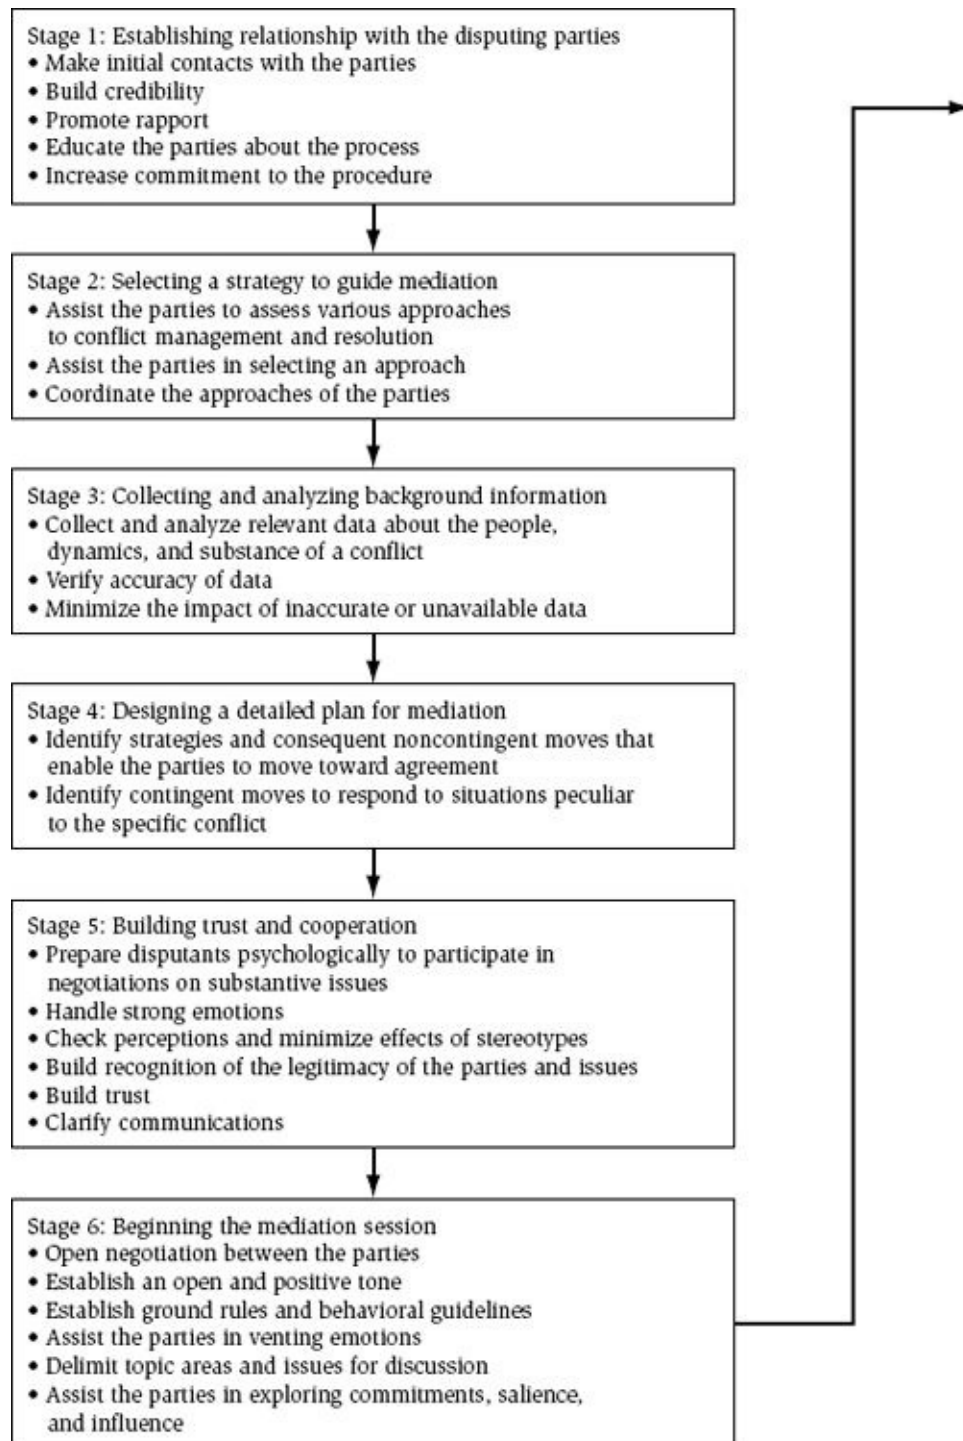 Stage 1: Establishing relationship with the disputing parties
• Make initial contacts with the parties
• Build credibility
• Promote rapport
• Educate the parties about the process
• Increase commitment to the procedure
Stage 2: Selecting a strategy to guide mediation
• Assist the parties to assess various approaches
to conflict management and resolution
• Assist the parties in selecting an approach
• Coordinate the approaches of the parties
Stage 3: Collecting and analyzing background information
• Collect and analyze relevant data about the people,
dynamics, and substance of a conflict
• Verify accuracy of data
• Minimize the impact of inaccurate or unavailable data
Stage 4: Designing a detailed plan for mediation
• Identify strategies and consequent noncontingent moves that
enable the parties to move toward agreement
• Identify contingent moves to respond to situations peculiar
to the specific conflict
Stage 5: Building trust and cooperation
• Prepare disputants psychologically to participate in
negotiations on substantive issues
• Handle strong emotions
• Check perceptions and minimize effects of stereotypes
• Build recognition of the legitimacy of the parties and issues
• Build trust
• Clarify communications
Stage 6: Beginning the mediation session
• Open negotiation between the parties
• Establish an open and positive tone
• Establish ground rules and behavioral guidelines
• Assist the parties in venting emotions
• Delimit topic areas and issues for discussion
• Assist the parties in exploring commitments, salience,
and influence